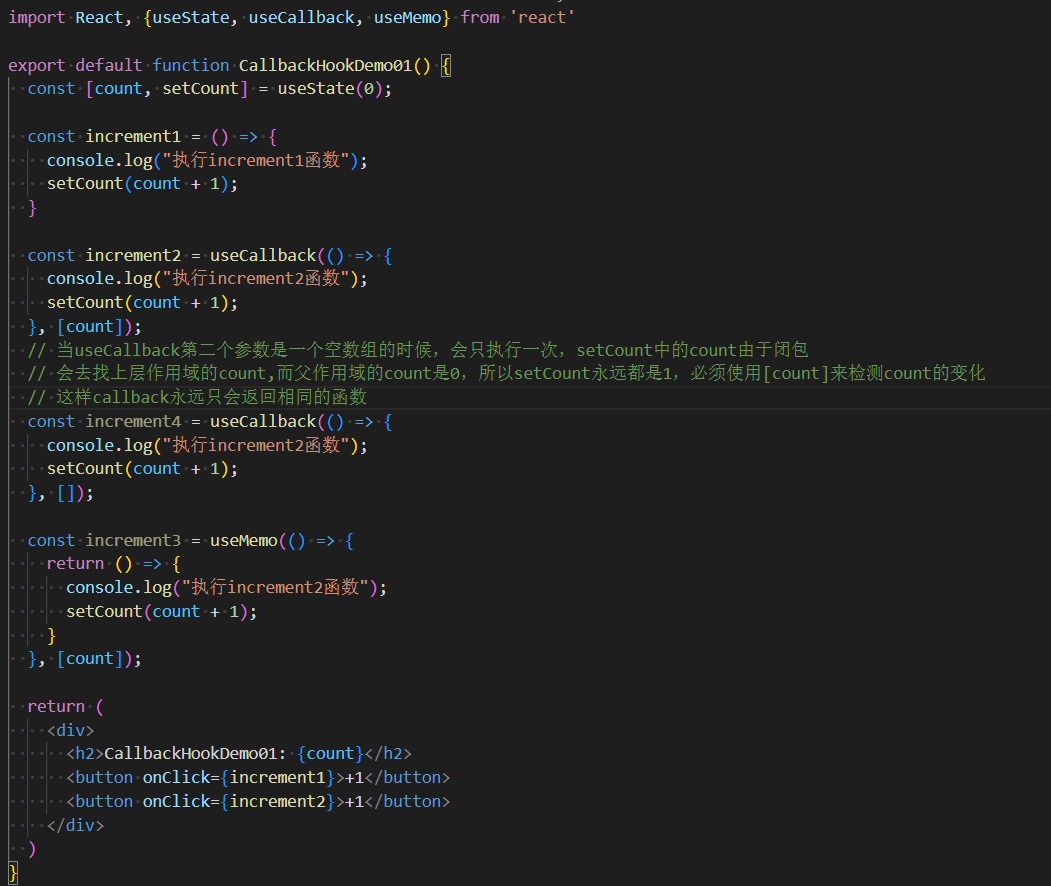 import React, {useState, useCallback, useMemo} from 'react'
export default function CallbackHookDemo01() {
const [count, setCount] = useState(0);
const increment1 = () => {
console.log("执行increment1函数");
setCount(count + 1);
}
const increment2 = useCallback(() => {
console.log("执行increment2函数");
setCount(count + 1);
}, [count]);
// 当useCallback第二个参数是一个空数组的时候，会只执行一次，setCount中的count由于闭包
// 会去找上层作用域的count,而父作用域的count是0，所以setCount永远都是1，必须使用[count]来检测count的变化
// 这样callback永远只会返回相同的函数
const increment4 = useCallback(() => {
console.log("执行increment2函数");
setCount(count + 1);
}, []);
const increment3 = useMemo(() => {
return () => {
console.log("执行increment2函数");
setCount(count + 1);
}
}, [count]);
return (
<div>
<h2>CallbackHookDemo01: {count}</h2>
<button onClick={increment1}>+1</button>
<button onClick={increment2}>+1</button>
</div>
)
}